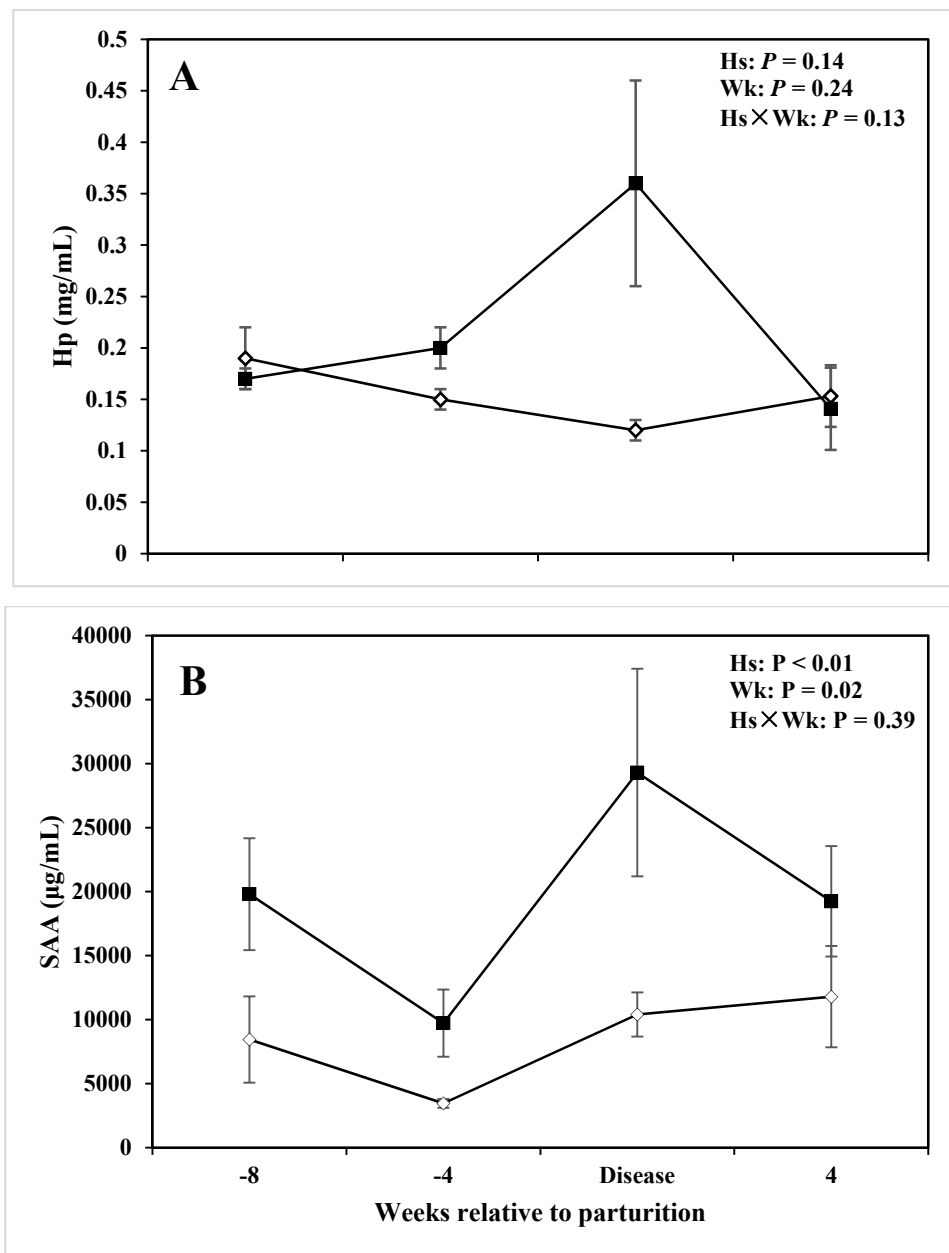 A
Hs: P = 0.14
Wk: P = 0.24
Hs×Wk: P = 0.13
0.5
0.45
0.4
0.35
0.3
0.25
0.2
0.15
0.1
0.05
0
Hp (mg/mL)
B
Hs: P < 0.01
Wk: P = 0.02
Hs×Wk: P = 0.39
40000
35000
30000
25000
20000
15000
10000
5000
0
SAA (µg/mL)
-8 -4 Disease 4
Weeks relative to parturition